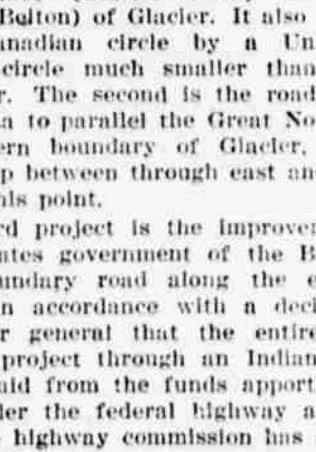 Belton) of Glacier. It also
anadian circle by a Un
circle much smaller than
r. The second is the road
a to parallel the Great No
ern boundary of Glacier,
p between through east an
his point.
rd project is the improve
ates government of the B
undary road along the e
n accordance with a deci
r general that the entire
project through an Indian
aid from the funds apport
der the federal highway a
highway commission has